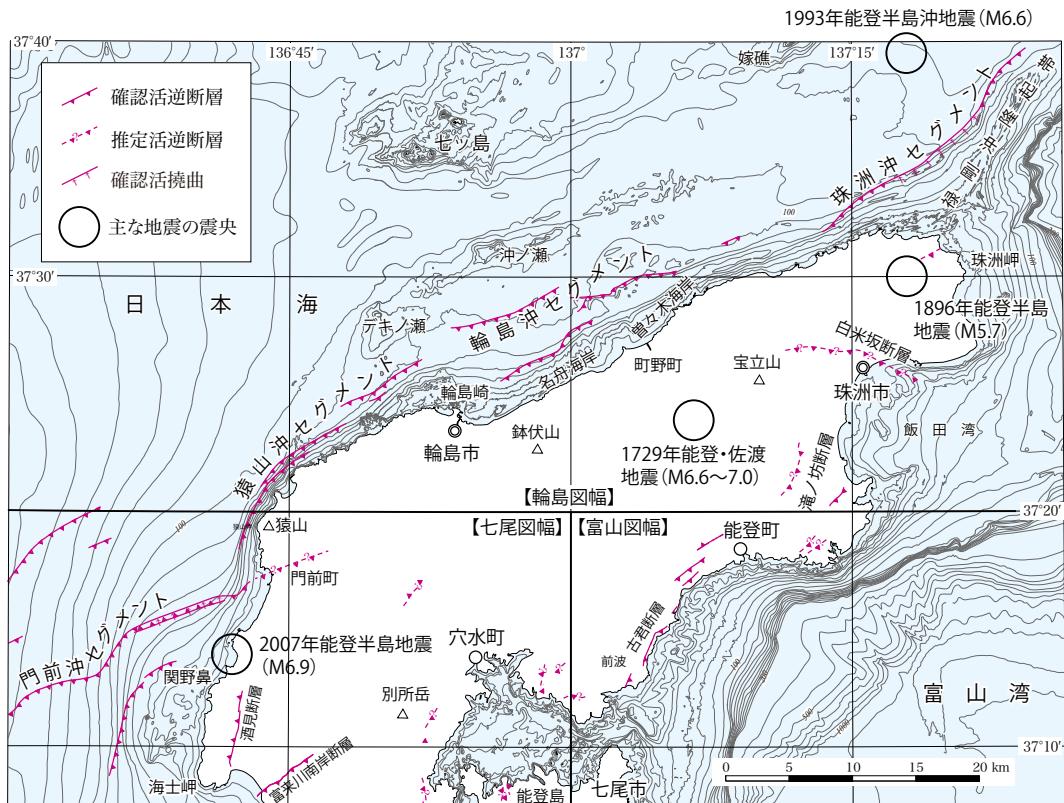 1993年能登半島沖地震（M6.6）
37°40′
136°45′
137°
137°15′
37°40′
確認活逆断層
推定活逆断層
確認活撓曲
主な地震の震央
嫁礁
七ツ島
珠洲沖セグメント
禄剛沖隆起帯
100
37°30′
沖ノ瀬
珠洲岬
37°30′
日本海
輪島沖セグメント
デキノ瀬
曽々木海岸
1896年能登半島
地震（M5.7）
白米坂断層
名舟海岸
町野町
宝立山
珠洲市
猿山沖セグメント
輪島崎
輪島市
鉢伏山
飯田湾
1729年能登・佐渡
地震（M6.6～7.0）
滝ノ坊断層
100
【輪島図幅】
37°20′
猿山
【七尾図幅】
【富山図幅】
能登町
門前町
門前沖セグメント
2007年能登半島地震
（M6.9）
穴水町
古君断層
前波
関野鼻
別所岳
酒見断層
100
500
1000
富山湾
37°10′
富来川南岸断層
海士岬
能登島
七尾市
0 5 10 15 20 km